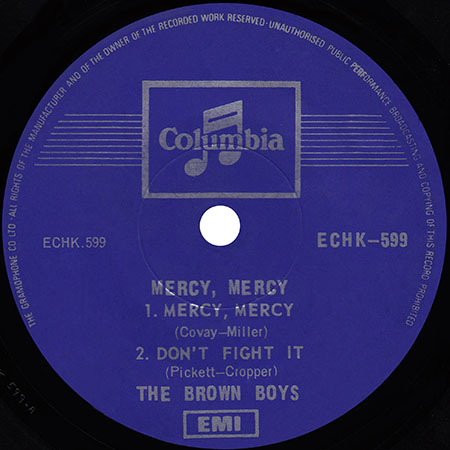 THE GRAMOPHONE CO LTD · ALL RIGHTS OF THE MANUFACTURER AND OF THE OWNER OF THE RECORDED WORK RESERVED · UNAUTHORISED PUBLIC PERFORMANCE BROADCASTING AND COPYING OF THIS RECORD PROHIBITED
Columbia
ECHK.599
ECHK-599
MERCY, MERCY
1. MERCY, MERCY
(Covay-Miller)
2. DON'T FIGHT IT
(Pickett-Cropper)
THE BROWN BOYS
EMI